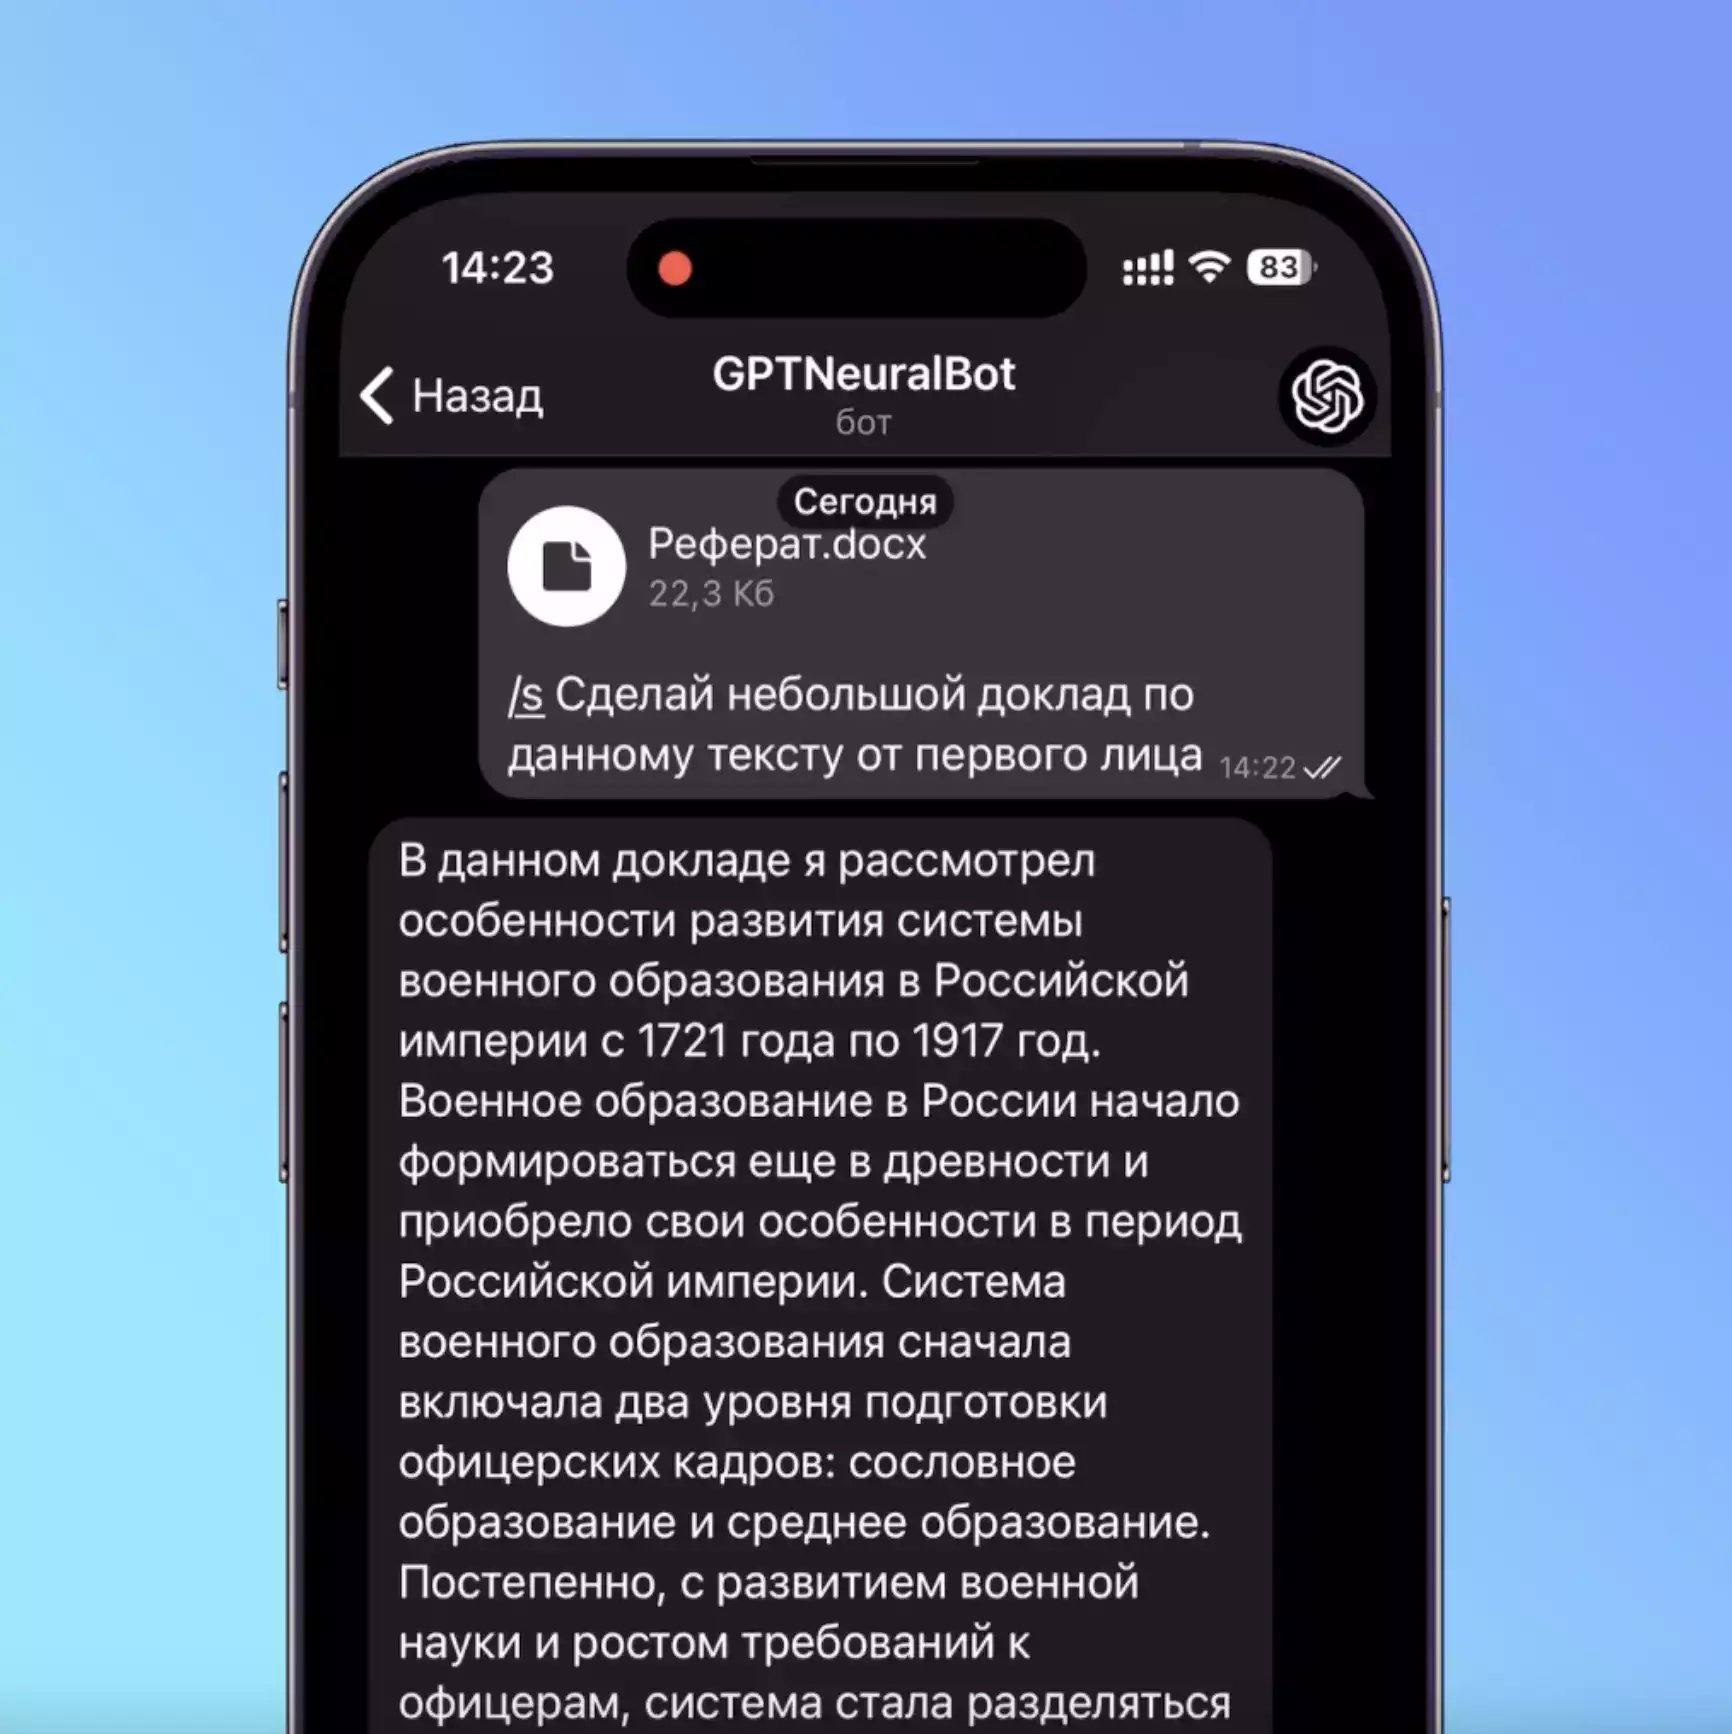 14:23
83
Назад
GPTNeuralBot
бот
Сегодня
Реферат.docx
22,3 Кб
/s Сделай небольшой доклад по
данному тексту от первого лица 14:22
В данном докладе я рассмотрел
особенности развития системы
военного образования в Российской
империи с 1721 года по 1917 год.
Военное образование в России начало
формироваться еще в древности и
приобрело свои особенности в период
Российской империи. Система
военного образования сначала
включала два уровня подготовки
офицерских кадров: сословное
образование и среднее образование.
Постепенно, с развитием военной
науки и ростом требований к
офицерам, система стала разделяться